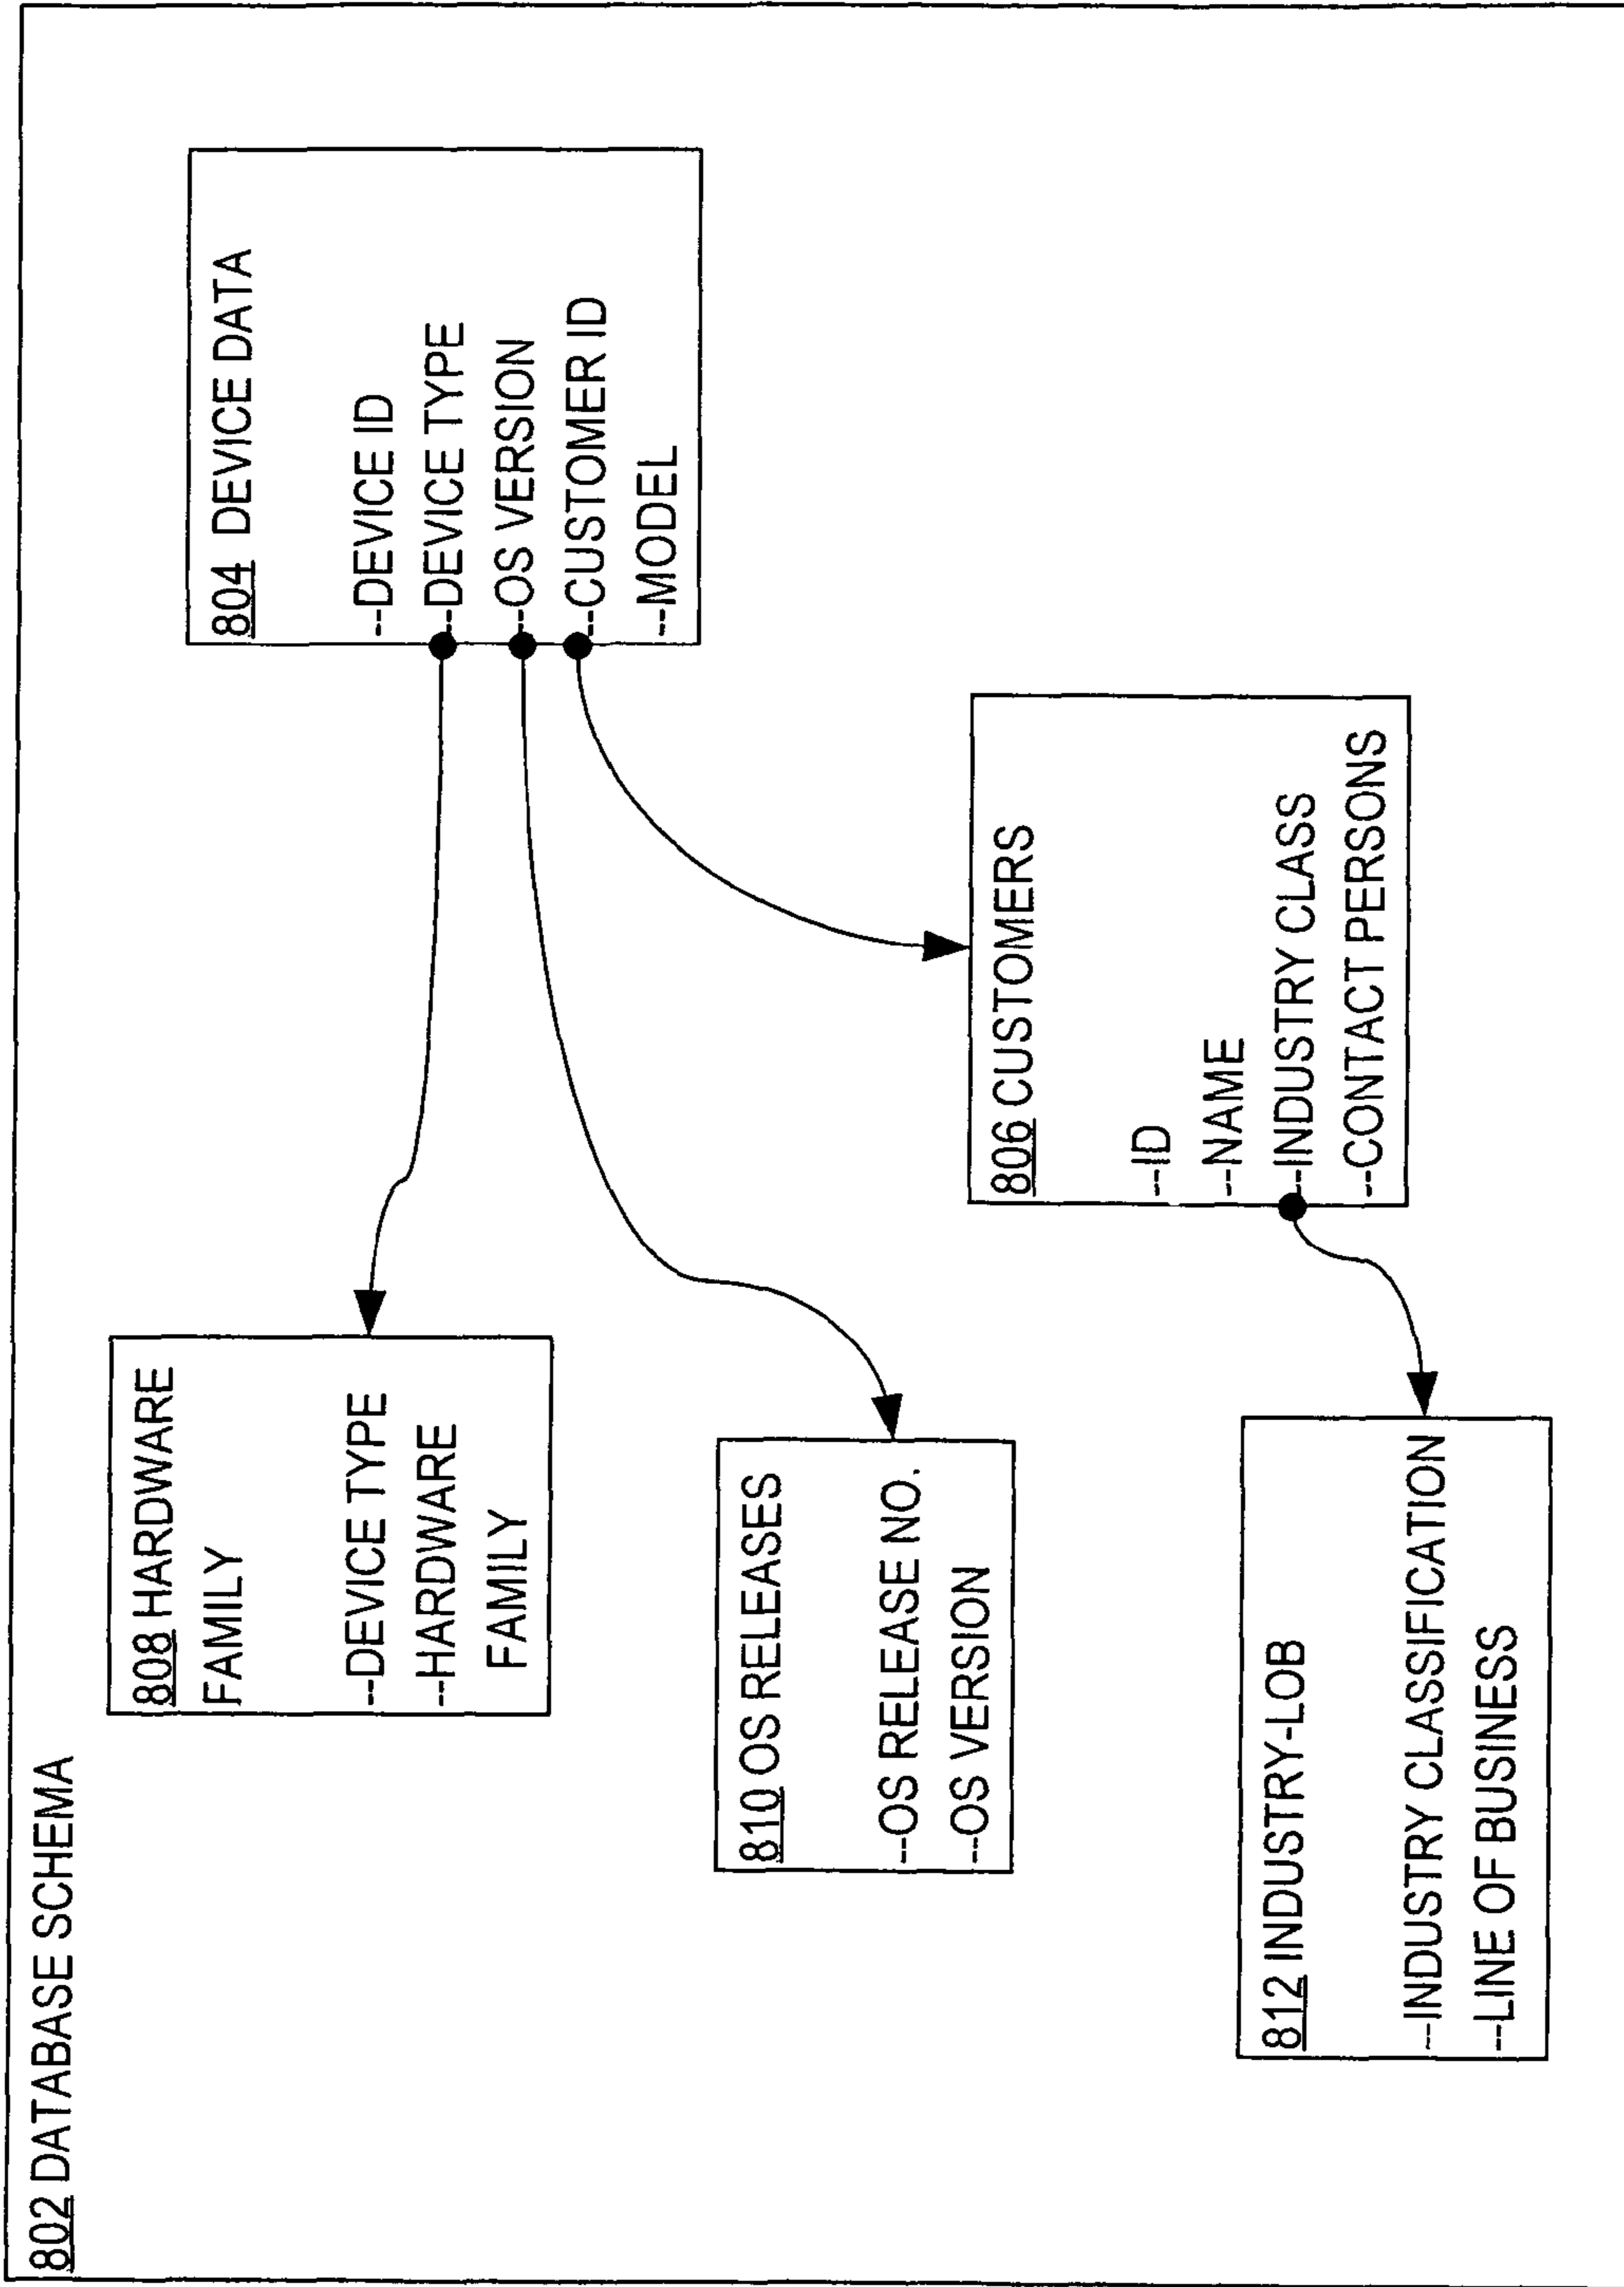 802 DATABASE SCHEMA
808 HARDWARE
FAMILY
--DEVICE TYPE
--HARDWARE
FAMILY
804 DEVICE DATA
--DEVICE ID
--DEVICE TYPE
--OS VERSION
--CUSTOMER ID
--MODEL
810 OS RELEASES
--OS RELEASE NO.
--OS VERSION
806 CUSTOMERS
--ID
--NAME
--INDUSTRY CLASS
--CONTACT PERSONS
812 INDUSTRY-LOB
--INDUSTRY CLASSIFICATION
--LINE OF BUSINESS